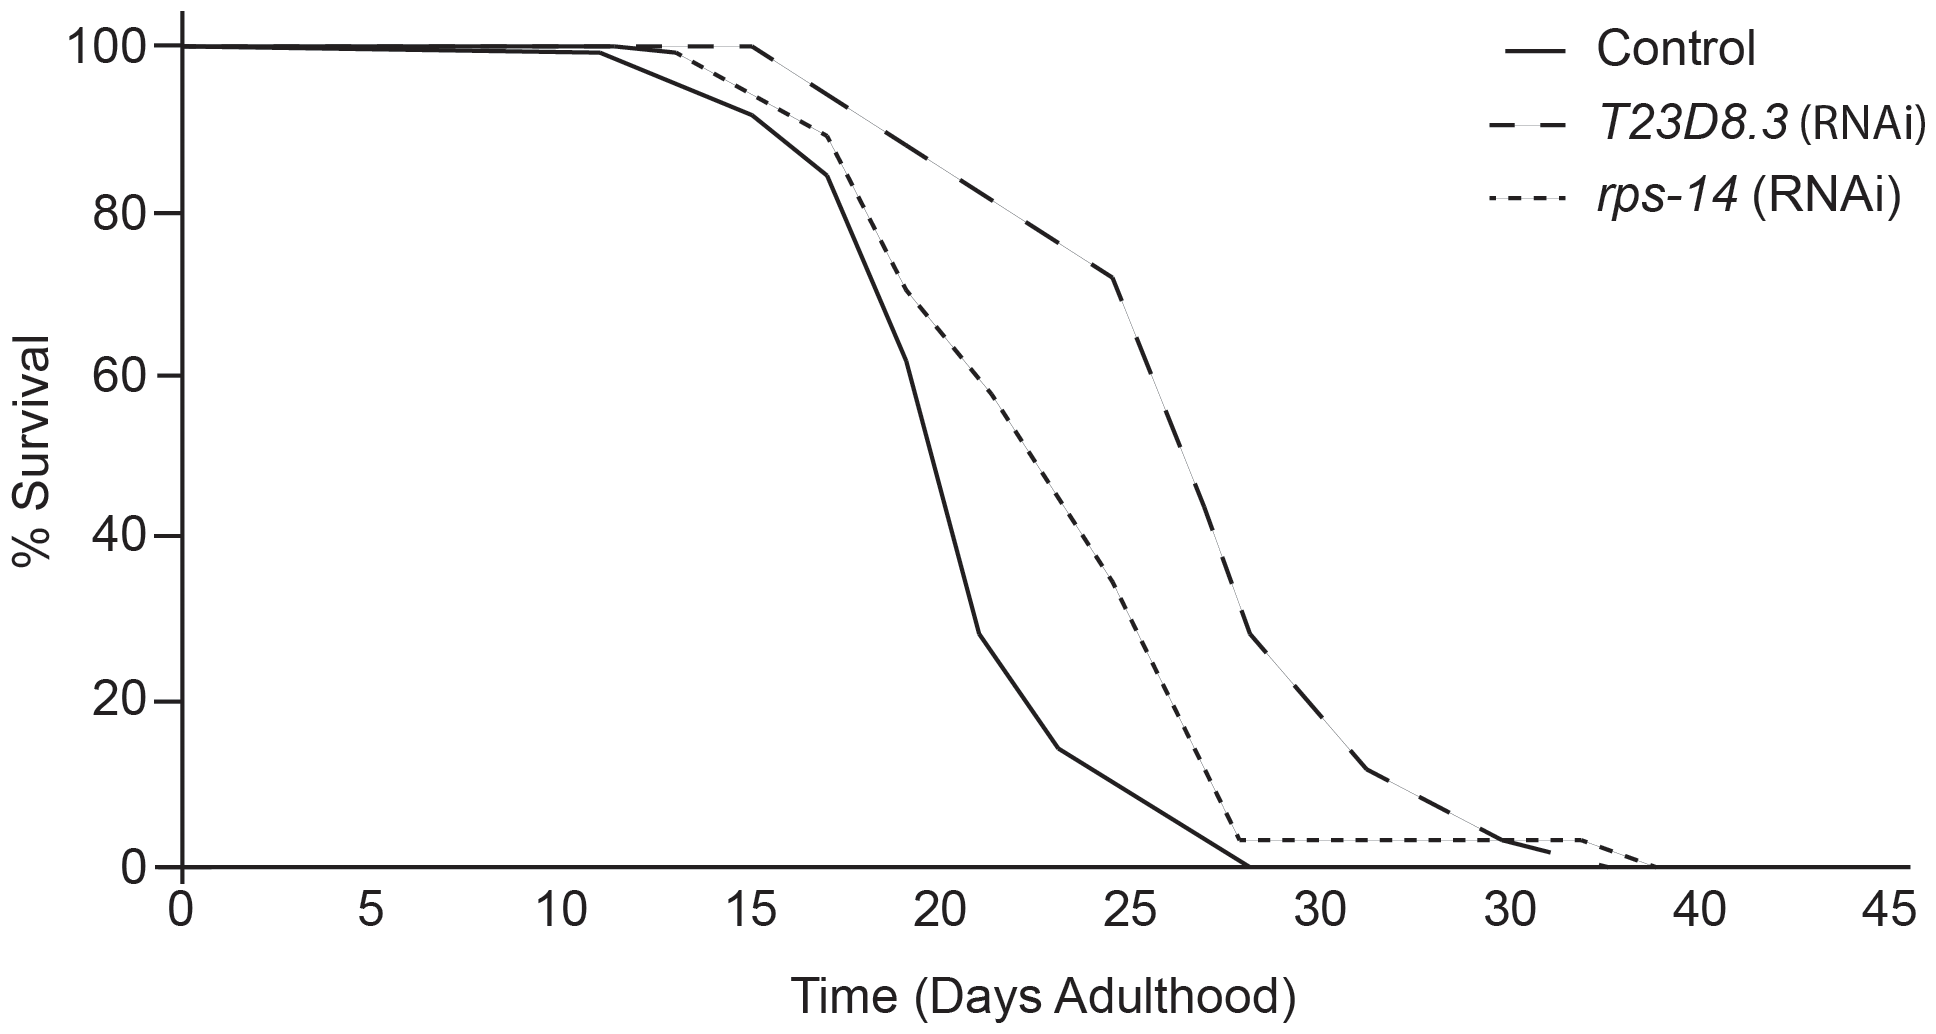 Control
T23D8.3 (RNAi)
rps-14 (RNAi)
% Survival
100
80
60
40
20
0
0 5 10 15 20 25 30 30 40 45
Time (Days Adulthood)